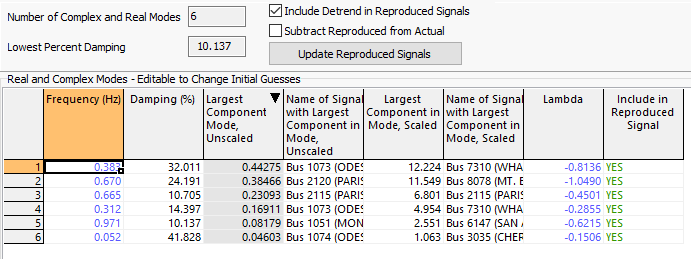 Number of Complex and Real Modes 6
Include Detrend in Reproduced Signals
Subtract Reproduced from Actual
Lowest Percent Damping 10.137
Update Reproduced Signals
Real and Complex Modes - Editable to Change Initial Guesses
Frequency (Hz) Damping (%) Largest Component Mode, Unscaled Name of Signal with Largest Component in Mode, Unscaled Largest Component in Mode, Scaled Name of Signal with Largest Component in Mode, Scaled Lambda Include in Reproduced Signal
1 0.383 32.011 0.44275 Bus 1073 (ODES 12.224 Bus 7310 (WHA -0.8136 YES
2 0.670 24.191 0.38466 Bus 2120 (PARIS 11.549 Bus 8078 (MT. E -1.0490 YES
3 0.665 10.705 0.23093 Bus 2115 (PARIS 6.801 Bus 2115 (PARIS -0.4501 YES
4 0.312 14.397 0.16911 Bus 1073 (ODES 4.954 Bus 7310 (WHA -0.2855 YES
5 0.971 10.137 0.08179 Bus 1051 (MON 2.551 Bus 6147 (SAN -0.6215 YES
6 0.052 41.828 0.04603 Bus 1074 (ODES 1.063 Bus 3035 (CHER -0.1506 YES